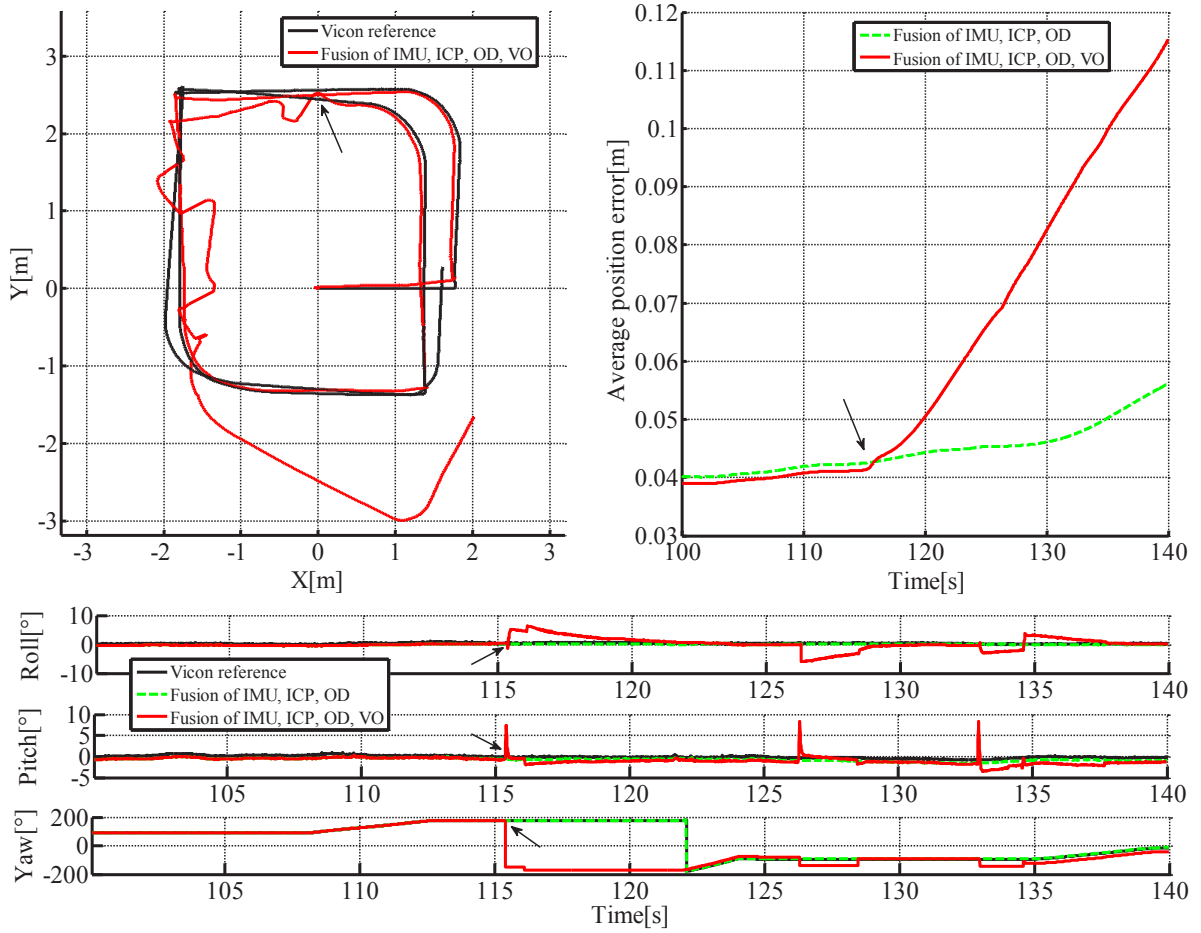 Vicon reference
Fusion of IMU, ICP, OD, VO
3
2
1
0
-1
-2
-3
Y[m]
-3 -2 -1 0 1 2 3
X[m]
Fusion of IMU, ICP, OD
Fusion of IMU, ICP, OD, VO
0.12
0.11
0.1
0.09
0.08
0.07
0.06
0.05
0.04
0.03
Average position error[m]
100 110 120 130 140
Time[s]
10
0
-10
Roll[°]
115 120 125 130 135 140
Vicon reference
Fusion of IMU, ICP, OD
Fusion of IMU, ICP, OD, VO
10
5
0
-5
Pitch[°]
105 110 115 120 125 130 135 140
200
0
-200
Yaw[°]
105 110 115 120 125 130 135 140
Time[s]